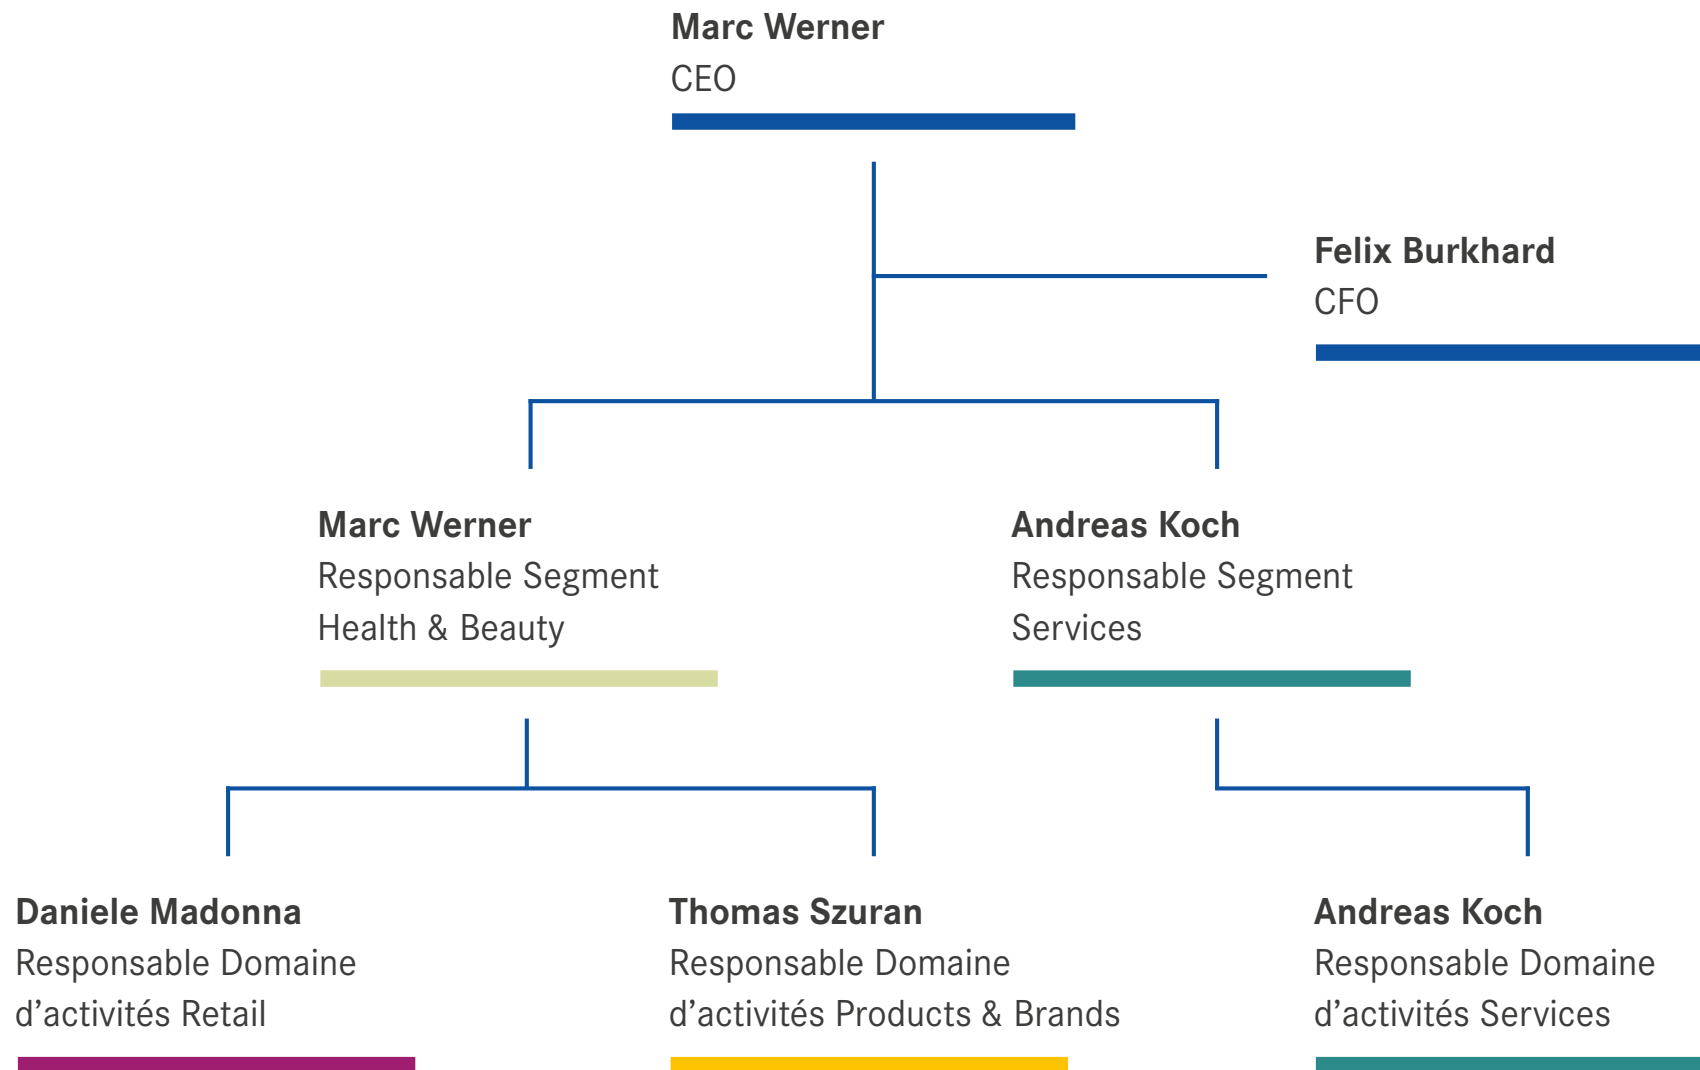 Marc Werner
CEO
Felix Burkhard
CFO
Marc Werner
Responsable Segment
Health & Beauty
Andreas Koch
Responsable Segment
Services
Daniele Madonna
Responsable Domaine
d’activités Retail
Thomas Szuran
Responsable Domaine
d’activités Products & Brands
Andreas Koch
Responsable Domaine
d’activités Services